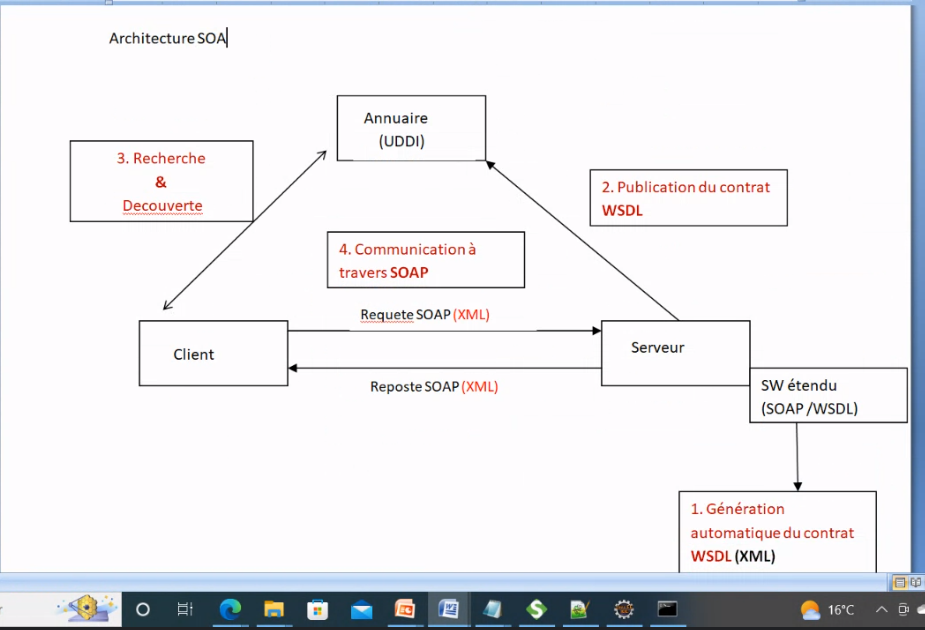 Architecture SOA
Annuaire
(UDDI)
3. Recherche
&
Decouverte
2. Publication du contrat
WSDL
4. Communication à
travers SOAP
Requete SOAP (XML)
Client
Serveur
Reposte SOAP (XML)
SW étendu
(SOAP /WSDL)
1. Génération
automatique du contrat
WSDL (XML)
16°C